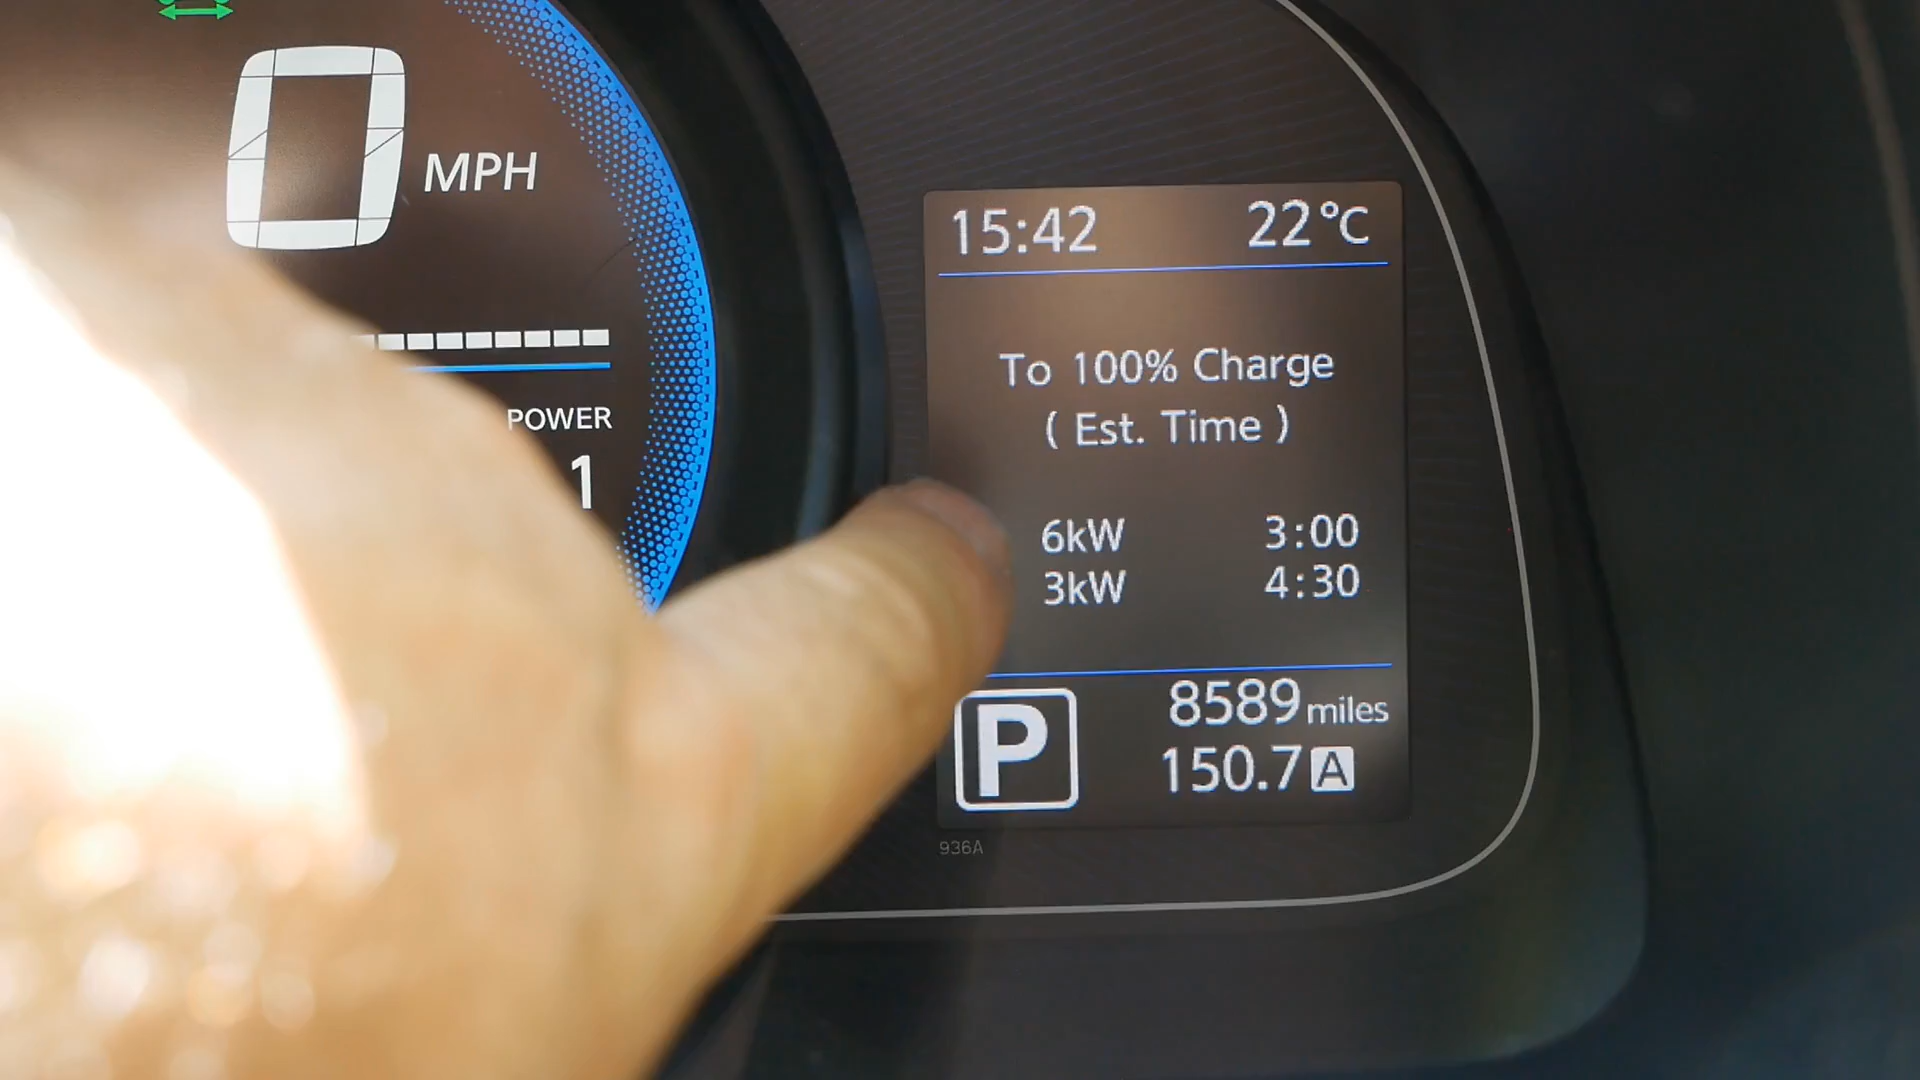 0 MPH
POWER
1
15:42 22°C
To 100% Charge
( Est. Time )
6kW 3:00
3kW 4:30
P 8589 miles
150.7 A
936A